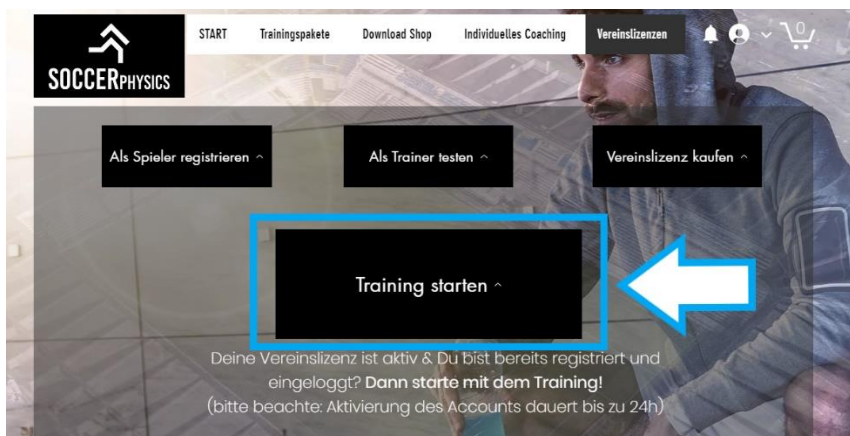 START Trainingspakete Download Shop Individuelles Coaching Vereinslizenzen 0
SOCCERPHYSICS
Als Spieler registrieren Als Trainer testen Vereinslizenz kaufen
Training starten
Deine Vereinslizenz ist aktiv & Du bist bereits registriert und
eingeloggt? Dann starte mit dem Training!
(bitte beachte: Aktivierung des Accounts dauert bis zu 24h)